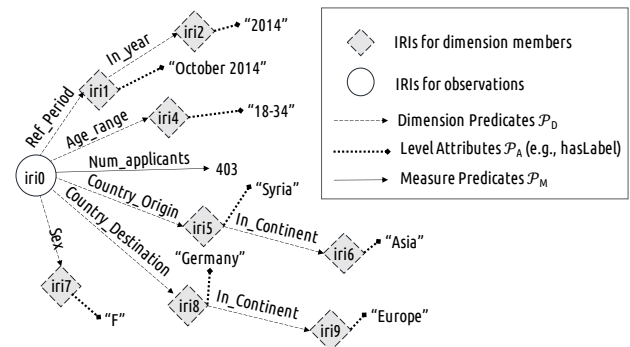 iri2
"2014"
In_year
iri1
"October 2014"
Ref_Period
iri4
"18-34"
Age_range
iri0
Num_applicants
403
Country_Origin
"Syria"
iri5
In_Continent
iri6
"Asia"
Sex
Country_Destination
"Germany"
iri7
"F"
iri8
In_Continent
iri9
"Europe"
IRIs for dimension members
IRIs for observations
Dimension Predicates 𝒫D
Level Attributes 𝒫A (e.g., hasLabel)
Measure Predicates 𝒫M